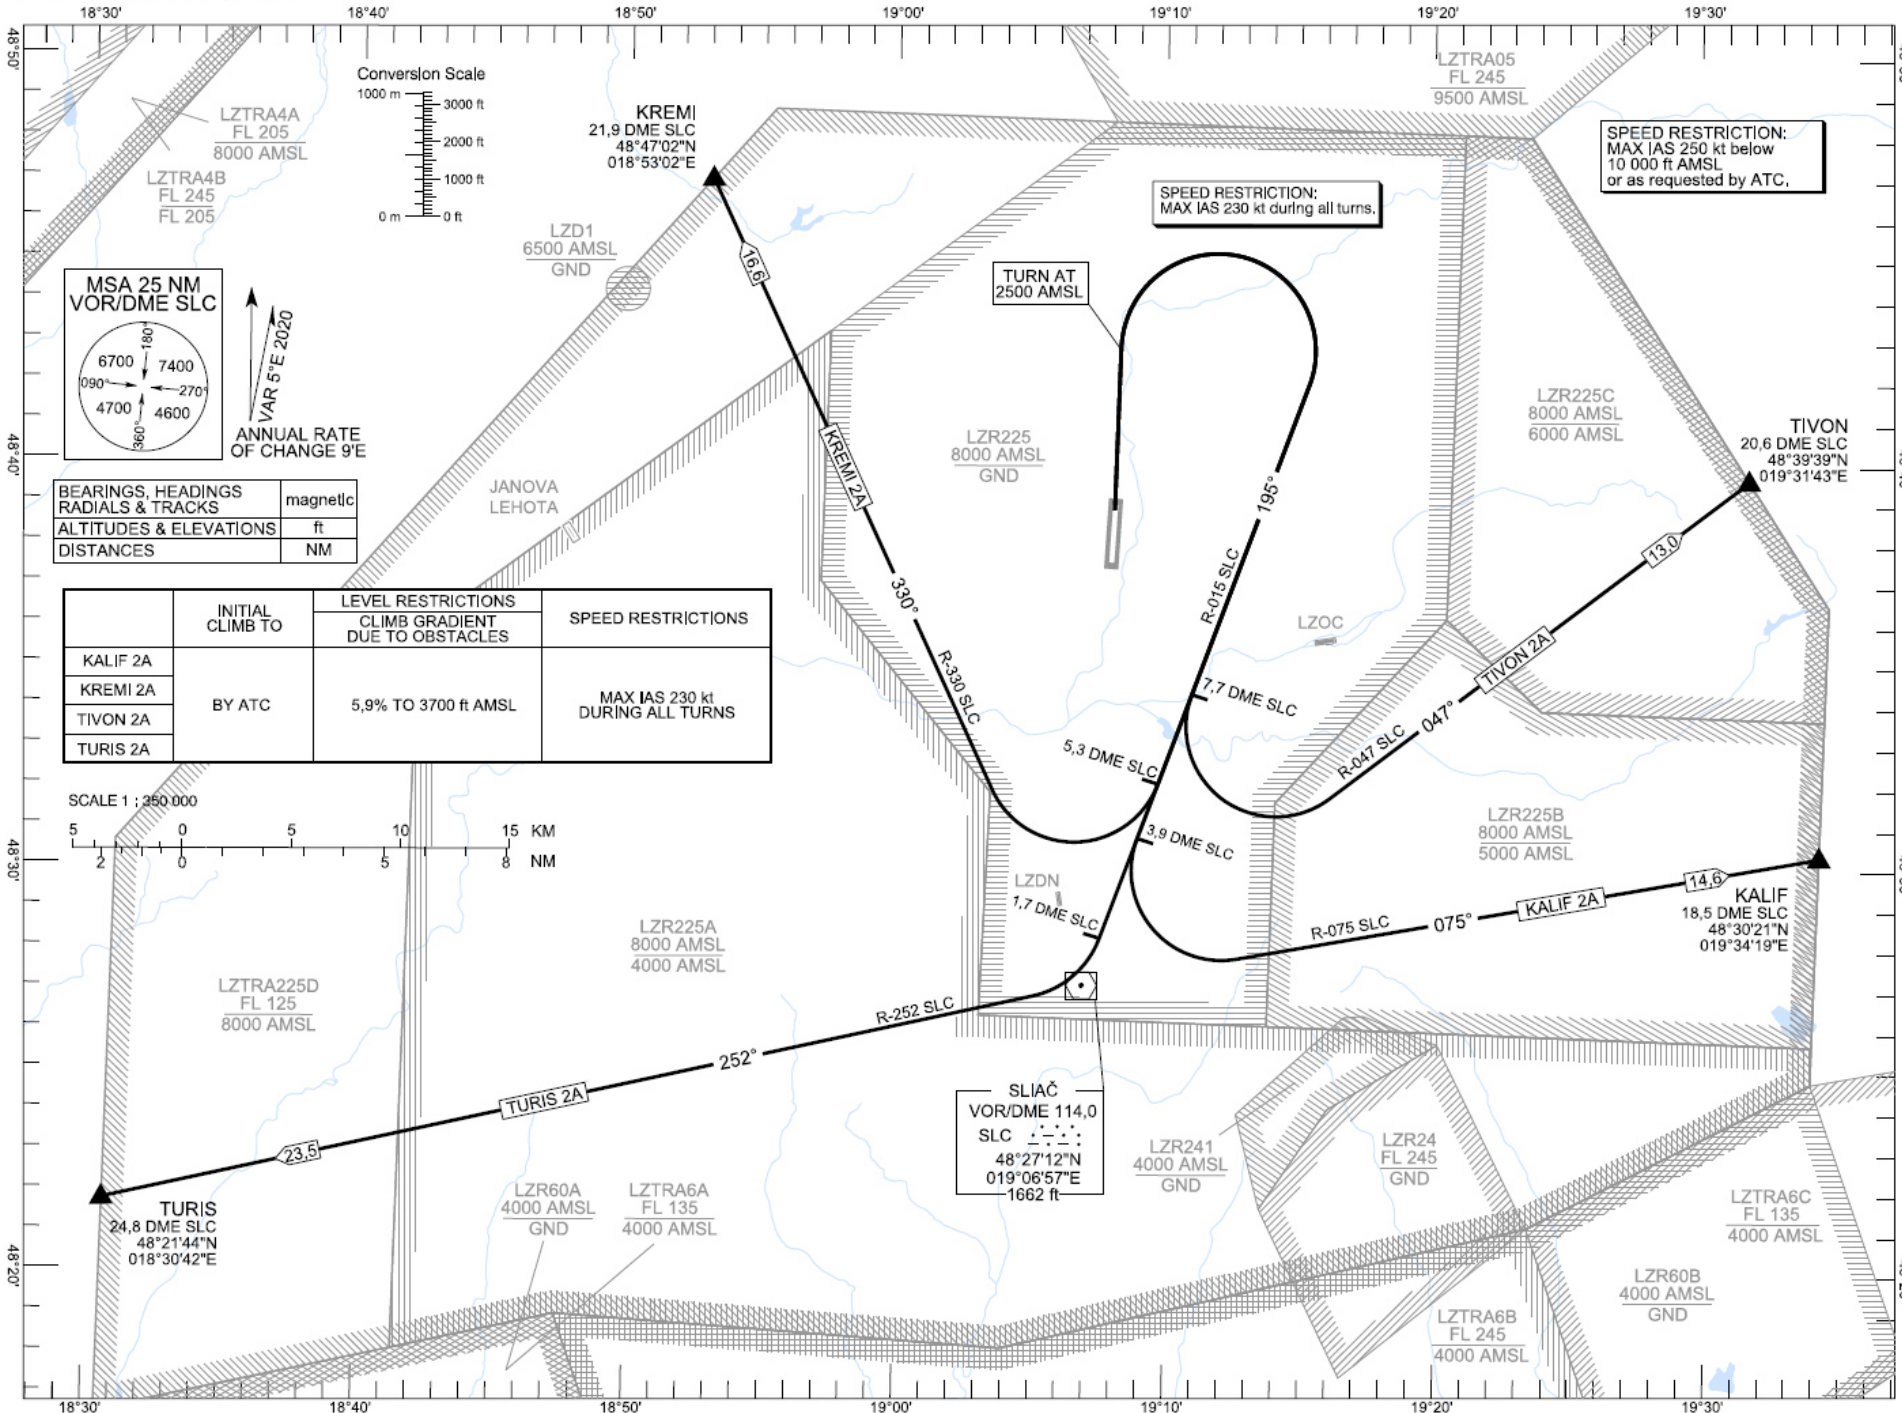 18°30'
18°40'
18°50'
19°00'
19°10'
19°20'
19°30'
48°50'
48°40'
48°30'
48°20'
Conversion Scale
1000 m
3000 ft
2000 ft
1000 ft
0 m
0 ft
LZTRA4A
FL 205
8000 AMSL
LZTRA4B
FL 245
FL 205
KREMI
21,9 DME SLC
48°47'02"N
018°53'02"E
LZTRA05
FL 245
9500 AMSL
SPEED RESTRICTION:
MAX IAS 250 kt below
10 000 ft AMSL
or as requested by ATC.
SPEED RESTRICTION:
MAX IAS 230 kt during all turns.
LZD1
6500 AMSL
GND
16,6
TURN AT
2500 AMSL
MSA 25 NM
VOR/DME SLC
180°
6700
7400
090°
270°
4700
4600
360°
VAR 5°E 2020
ANNUAL RATE
OF CHANGE 9'E
LZR225
8000 AMSL
GND
LZR225C
8000 AMSL
6000 AMSL
TIVON
20,6 DME SLC
48°39'39"N
019°31'43"E
KREMI 2A
JANOVA
LEHOTA
BEARINGS, HEADINGS
RADIALS & TRACKS
magnetic
ALTITUDES & ELEVATIONS
ft
DISTANCES
NM
195°
13,0
330°
R-015 SLC
LZOC
TIVON 2A
R-330 SLC
7,7 DME SLC
047°
R-047 SLC
5,3 DME SLC
INITIAL
CLIMB TO
LEVEL RESTRICTIONS
CLIMB GRADIENT
DUE TO OBSTACLES
SPEED RESTRICTIONS
KALIF 2A
KREMI 2A
TIVON 2A
TURIS 2A
BY ATC
5,9% TO 3700 ft AMSL
MAX IAS 230 kt
DURING ALL TURNS
SCALE 1 : 350 000
5 0 5 10 15 KM
2 0 5 8 NM
3,9 DME SLC
LZR225B
8000 AMSL
5000 AMSL
LZDN
1,7 DME SLC
14,6
KALIF 2A
KALIF
18,5 DME SLC
48°30'21"N
019°34'19"E
R-075 SLC
075°
LZR225A
8000 AMSL
4000 AMSL
LZTRA225D
FL 125
8000 AMSL
R-252 SLC
252°
TURIS 2A
23,5
TURIS
24,8 DME SLC
48°21'44"N
018°30'42"E
SLIAČ
VOR/DME 114,0
SLC
48°27'12"N
019°06'57"E
1662 ft
LZR241
4000 AMSL
GND
LZR24
FL 245
GND
LZR60A
4000 AMSL
GND
LZTRA6A
FL 135
4000 AMSL
LZTRA6C
FL 135
4000 AMSL
LZR60B
4000 AMSL
GND
LZTRA6B
FL 245
4000 AMSL
18°30'
18°40'
18°50'
19°00'
19°10'
19°20'
19°30'